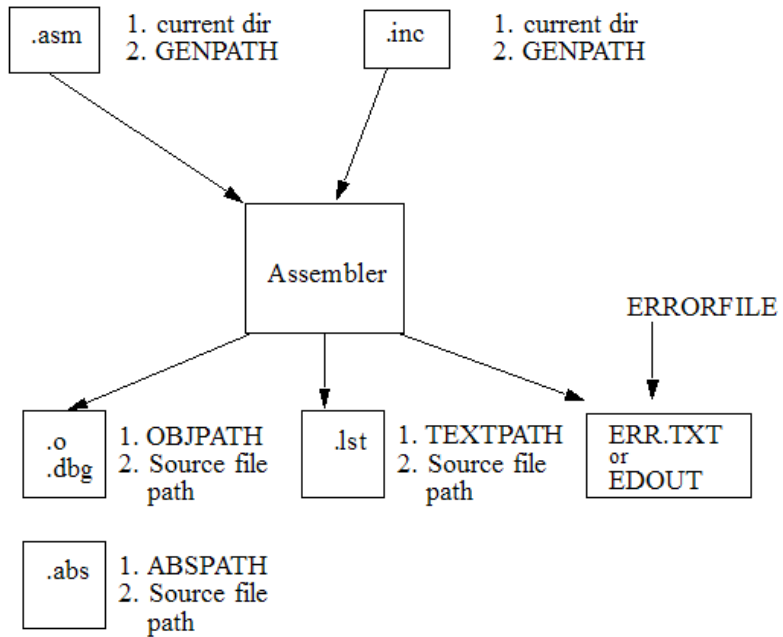 .asm
1. current dir
2. GENPATH
.inc
1. current dir
2. GENPATH
Assembler
ERRORFILE
.o
.dbg
1. OBJPATH
2. Source file
path
.lst
1. TEXTPATH
2. Source file
path
ERR.TXT
or
EDOUT
.abs
1. ABSPATH
2. Source file
path